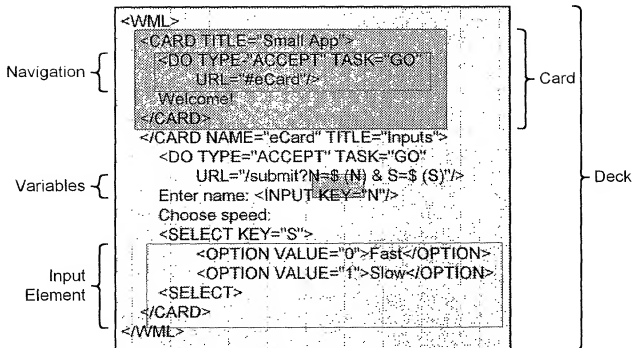 <WML>
<CARD TITLE="Small App">
<DO TYPE="ACCEPT" TASK="GO"
URL="#eCard"/>
Welcome!
</CARD>
</CARD NAME="eCard" TITLE="Inputs">
<DO TYPE="ACCEPT" TASK="GO"
URL="/submit?N=$ (N) & S=$ (S)"/>
Enter name: <INPUT KEY="N"/>
Choose speed:
<SELECT KEY="S">
<OPTION VALUE="0">Fast</OPTION>
<OPTION VALUE="1">Slow</OPTION>
<SELECT>
</CARD>
</WML>
Navigation
Variables
Input
Element
Card
Deck